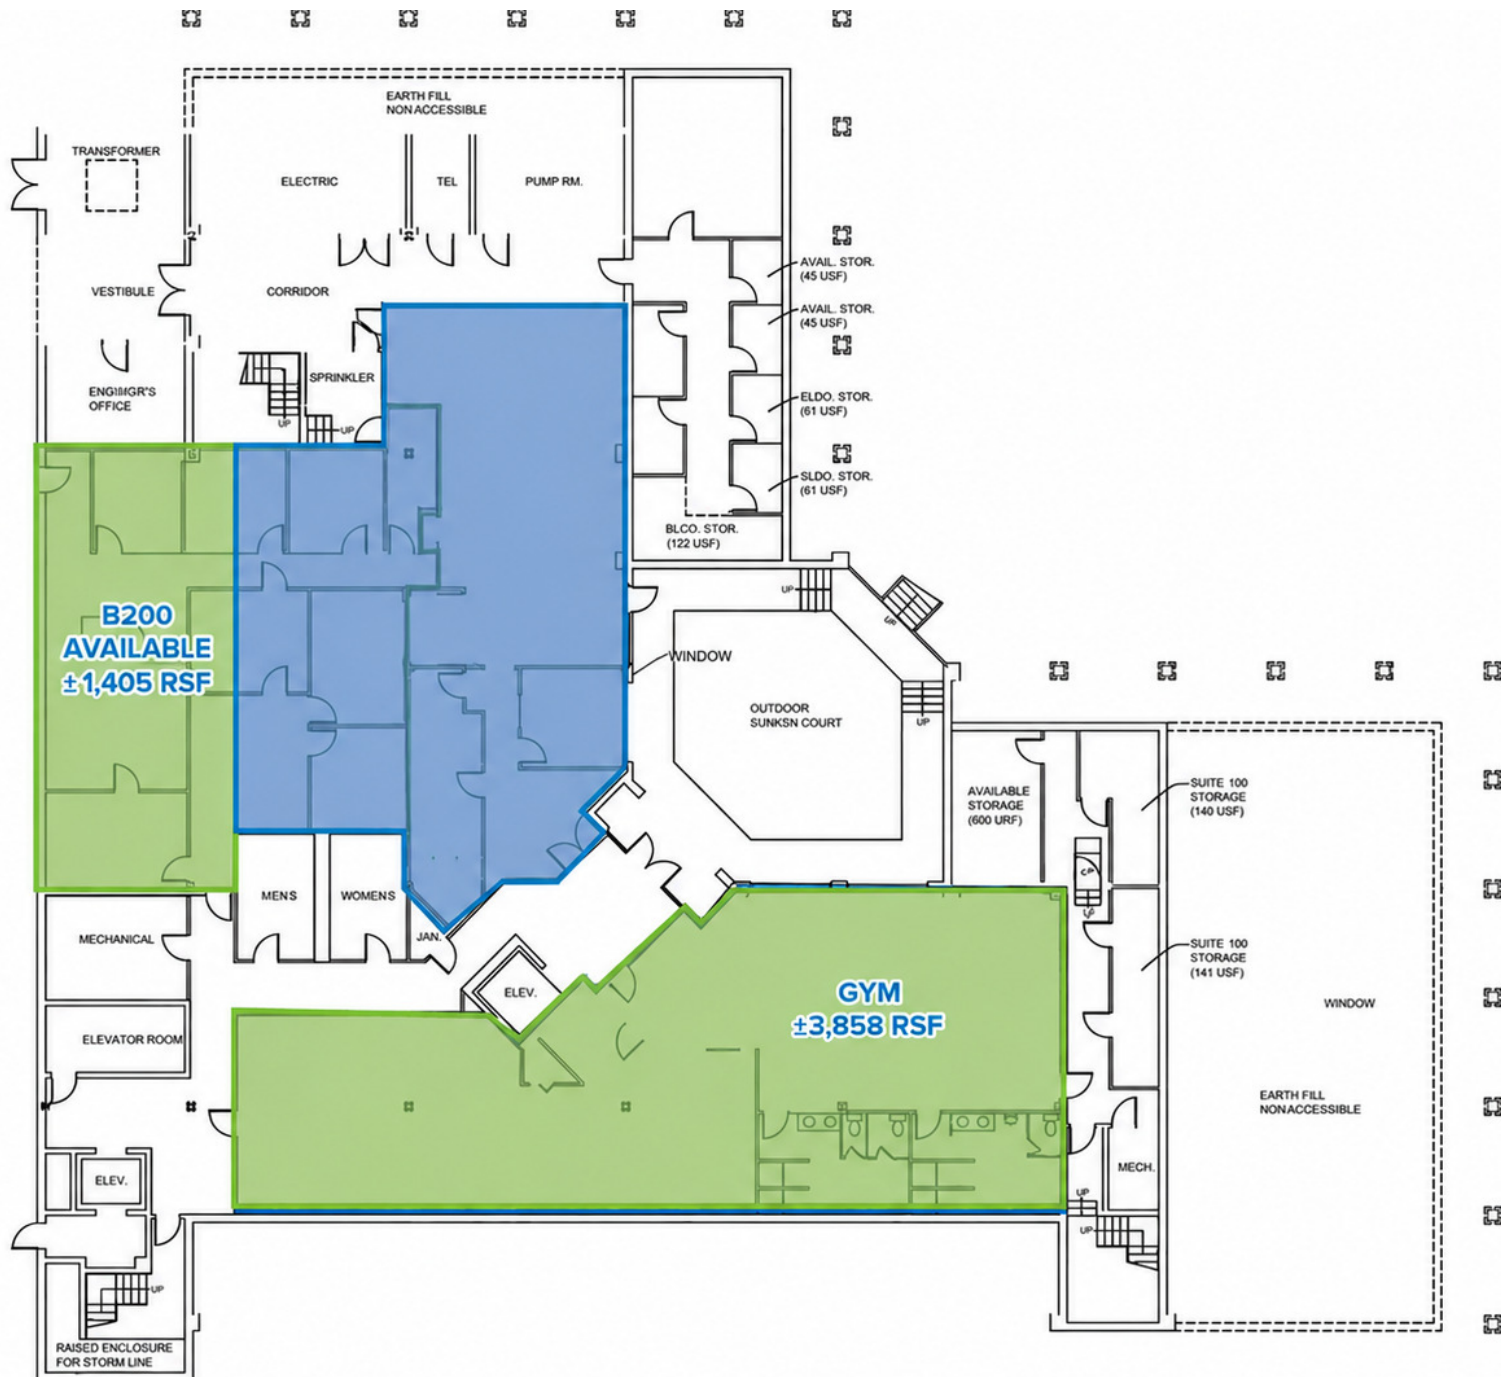 EARTH FILL
NON ACCESSIBLE
TRANSFORMER
ELECTRIC
TEL
PUMP RM.
AVAIL. STOR.
(45 USF)
VESTIBULE
CORRIDOR
AVAIL. STOR.
(45 USF)
SPRINKLER
OFFICE
UP
UP
ELDO. STOR.
(61 USF)
SLDO. STOR.
(61 USF)
BLCO. STOR.
(122 USF)
UP
UP
B200
AVAILABLE
±1,405 RSF
WINDOW
OUTDOOR
SUNKSN COURT
UP
AVAILABLE
STORAGE
(600 URF)
SUITE 100
STORAGE
(140 USF)
UP
MENS
WOMENS
JAN.
MECHANICAL
SUITE 100
STORAGE
(141 USF)
ELEV.
GYM
±3,858 RSF
WINDOW
ELEVATOR ROOM
EARTH FILL
NON ACCESSIBLE
MECH.
ELEV.
UP
UP
UP
RAISED ENCLOSURE
FOR STORM LINE